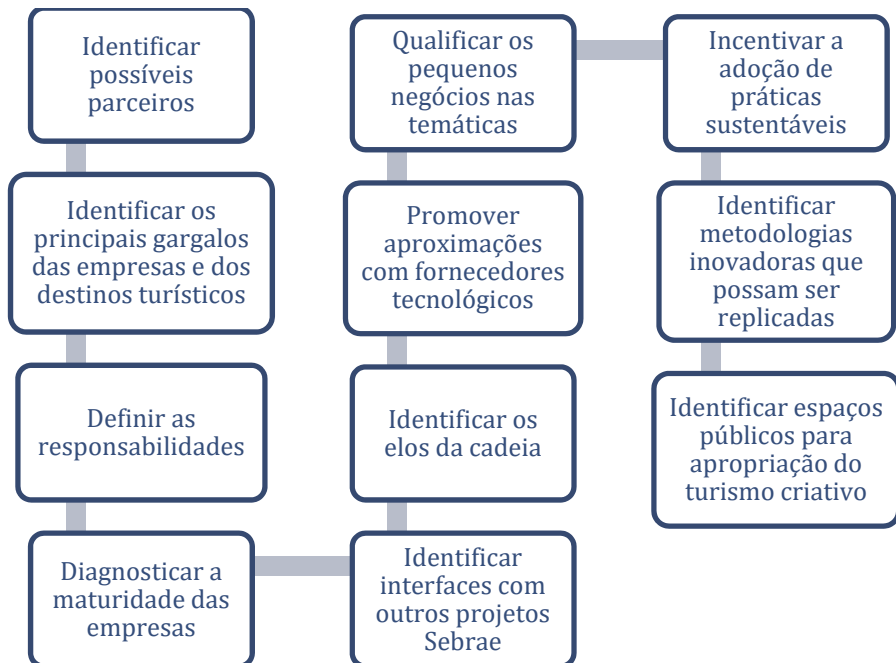 Identificar
possíveis
parceiros
Identificar os
principais gargalos
das empresas e dos
destinos turísticos
Definir as
responsabilidades
Diagnosticar a
maturidade das
empresas
Identificar
interfaces com
outros projetos
Sebrae
Identificar os
elos da cadeia
Promover
aproximações
com fornecedores
tecnológicos
Qualificar os
pequenos
negócios nas
temáticas
Incentivar a
adoção de
práticas
sustentáveis
Identificar
metodologias
inovadoras que
possam ser
replicadas
Identificar espaços
públicos para
apropriação do
turismo criativo